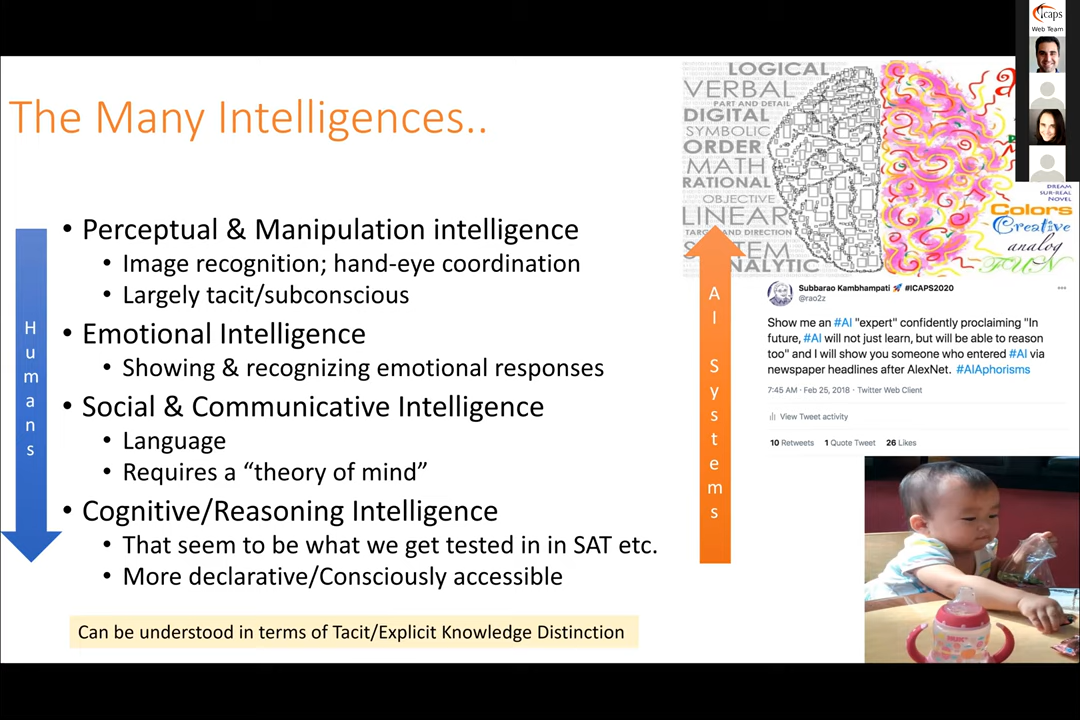 The Many Intelligences..
• Perceptual & Manipulation intelligence
• Image recognition; hand-eye coordination
• Largely tacit/subconscious
• Emotional Intelligence
• Showing & recognizing emotional responses
• Social & Communicative Intelligence
• Language
• Requires a “theory of mind”
• Cognitive/Reasoning Intelligence
• That seem to be what we get tested in in SAT etc.
• More declarative/Consciously accessible
Can be understood in terms of Tacit/Explicit Knowledge Distinction
Humans
AI Systems
LOGICAL
VERBAL
PART AND DETAIL
DIGITAL
SYMBOLIC
ORDER
MATH
RATIONAL
OBJECTIVE
LINEAR
AND DIRECTION
DREAM
SUR-REAL
NOVEL
Colors
Creative
analog
FUN
Subbarao Kambhampati 🚀 #ICAPS2020
@rao2z
Show me an #AI "expert" confidently proclaiming "In
future, #AI will not just learn, but will be able to reason
too" and I will show you someone who entered #AI via
newspaper headlines after AlexNet. #AIAphorisms
7:45 AM · Feb 25, 2018 · Twitter Web Client
View Tweet activity
10 Retweets 1 Quote Tweet 26 Likes
icaps
Web Team